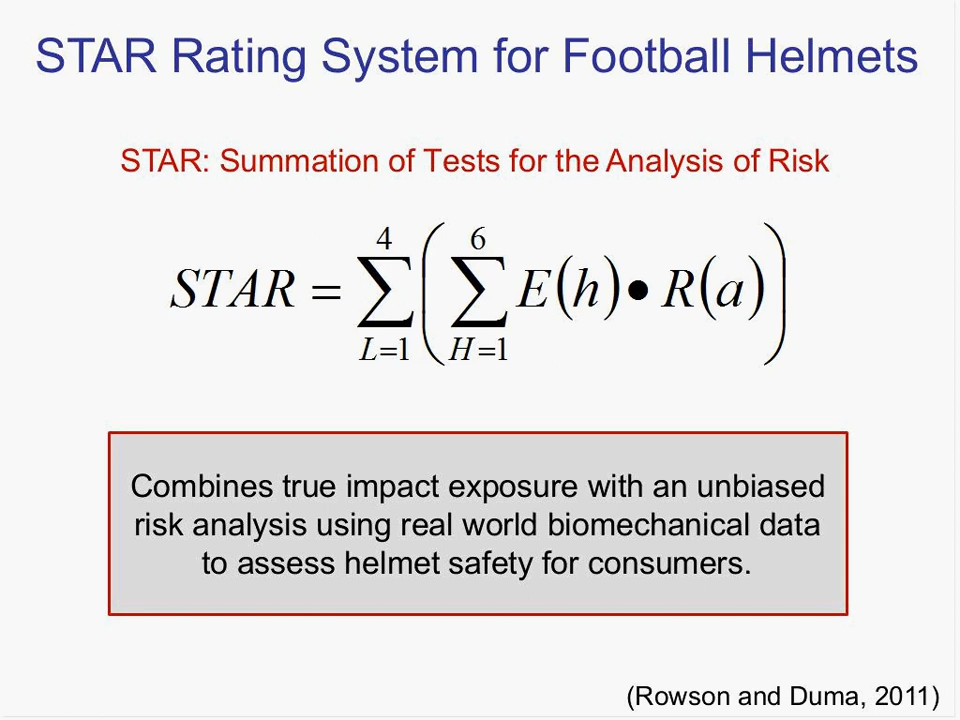 STAR Rating System for Football Helmets
STAR: Summation of Tests for the Analysis of Risk
STAR = ∑_{L=1}^{4} ( ∑_{H=1}^{6} E(h) • R(a) )
Combines true impact exposure with an unbiased
risk analysis using real world biomechanical data
to assess helmet safety for consumers.
(Rowson and Duma, 2011)